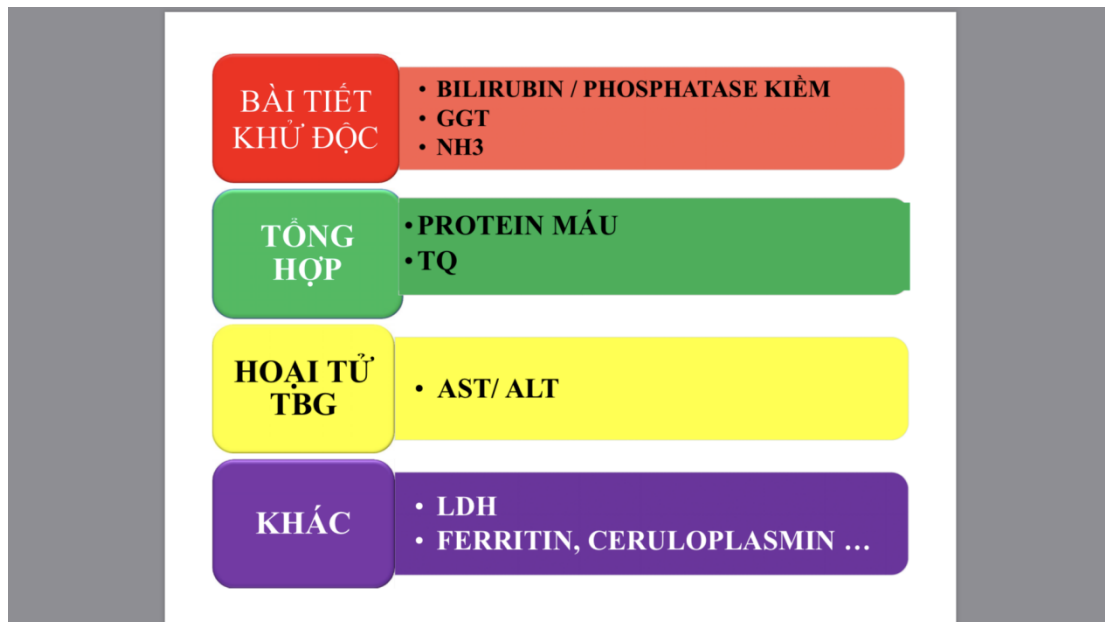 BÀI TIẾT
KHỬ ĐỘC
• BILIRUBIN / PHOSPHATASE KIỀM
• GGT
• NH3
TỔNG
HỢP
• PROTEIN MÁU
• TQ
HOẠI TỬ
TBG
• AST/ ALT
KHÁC
• LDH
• FERRITIN, CERULOPLASMIN ...